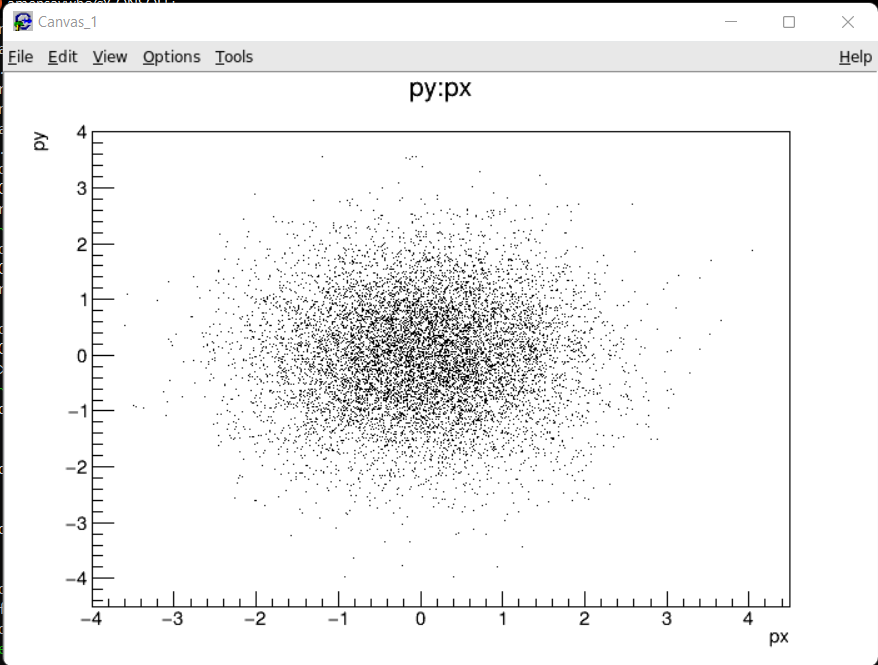 Canvas_1
File Edit View Options Tools Help
py:px
py
4
3
2
1
0
−1
−2
−3
−4
−4 −3 −2 −1 0 1 2 3 4
px